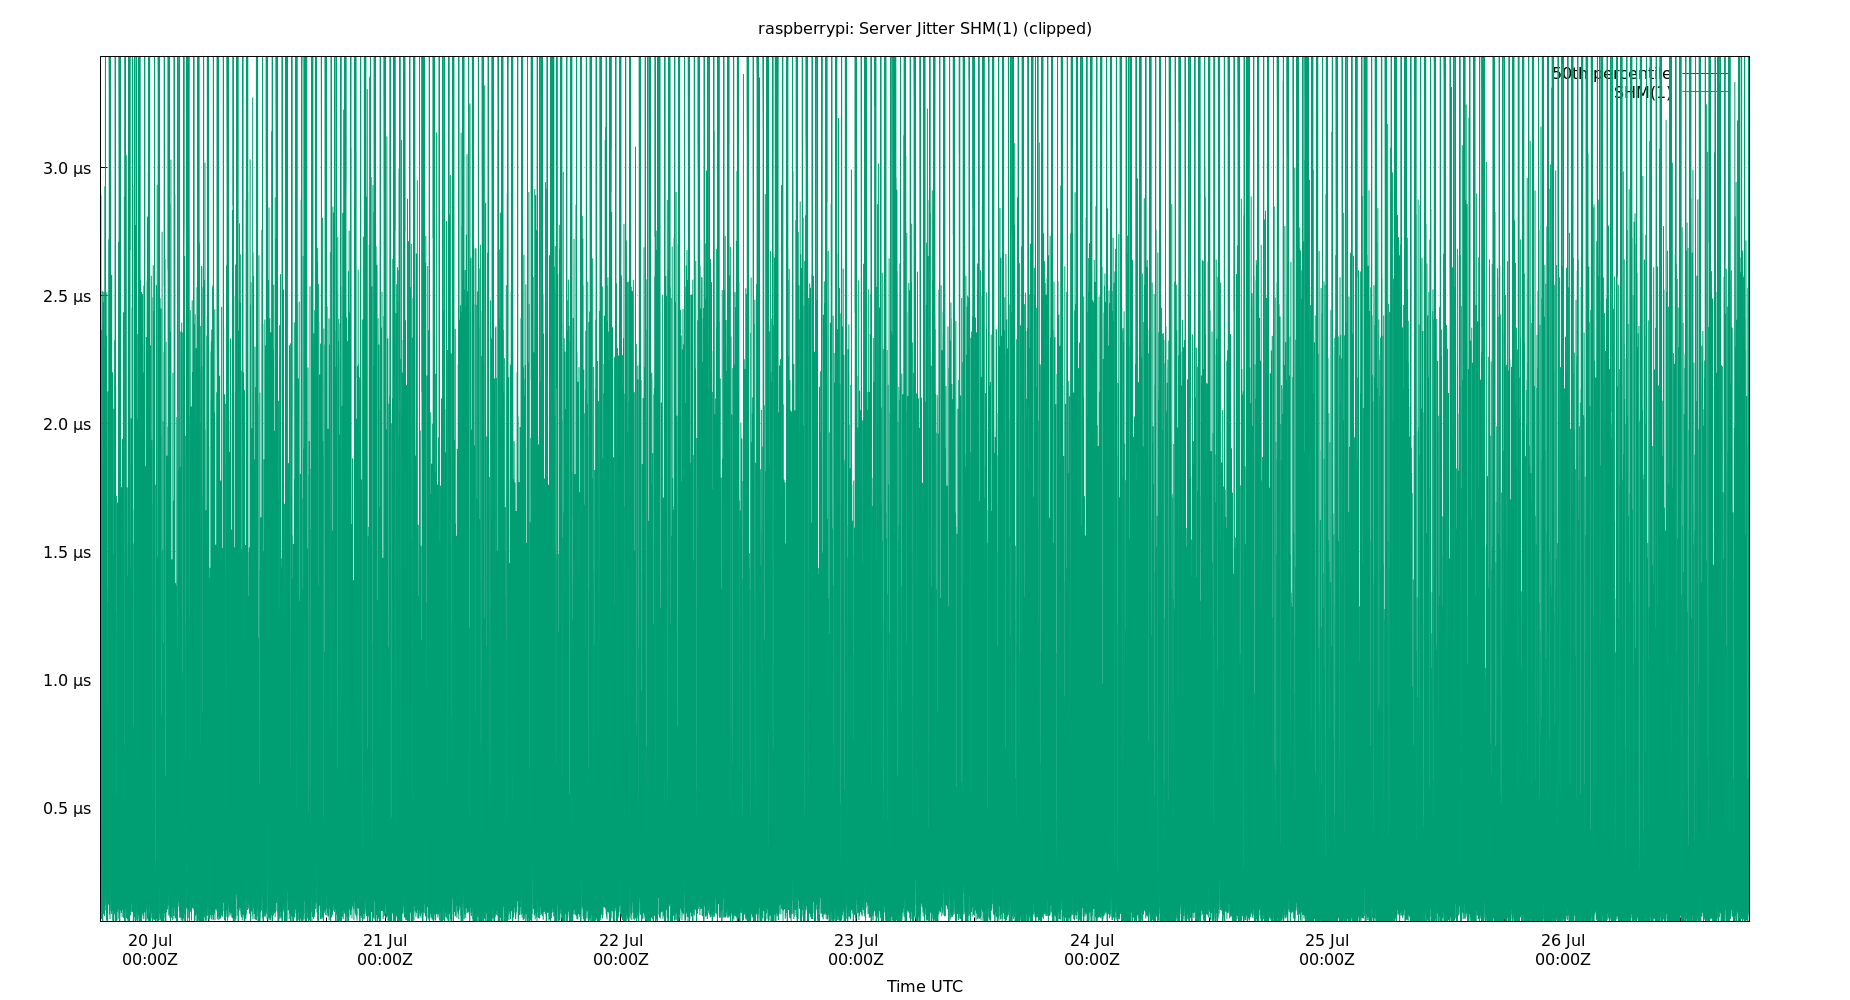 raspberrypi: Server Jitter SHM(1) (clipped)
50th percentile
SHM(1)
3.0 µs
2.5 µs
2.0 µs
1.5 µs
1.0 µs
0.5 µs
20 Jul 21 Jul 22 Jul 23 Jul 24 Jul 25 Jul 26 Jul
00:00Z 00:00Z 00:00Z 00:00Z 00:00Z 00:00Z 00:00Z
Time UTC